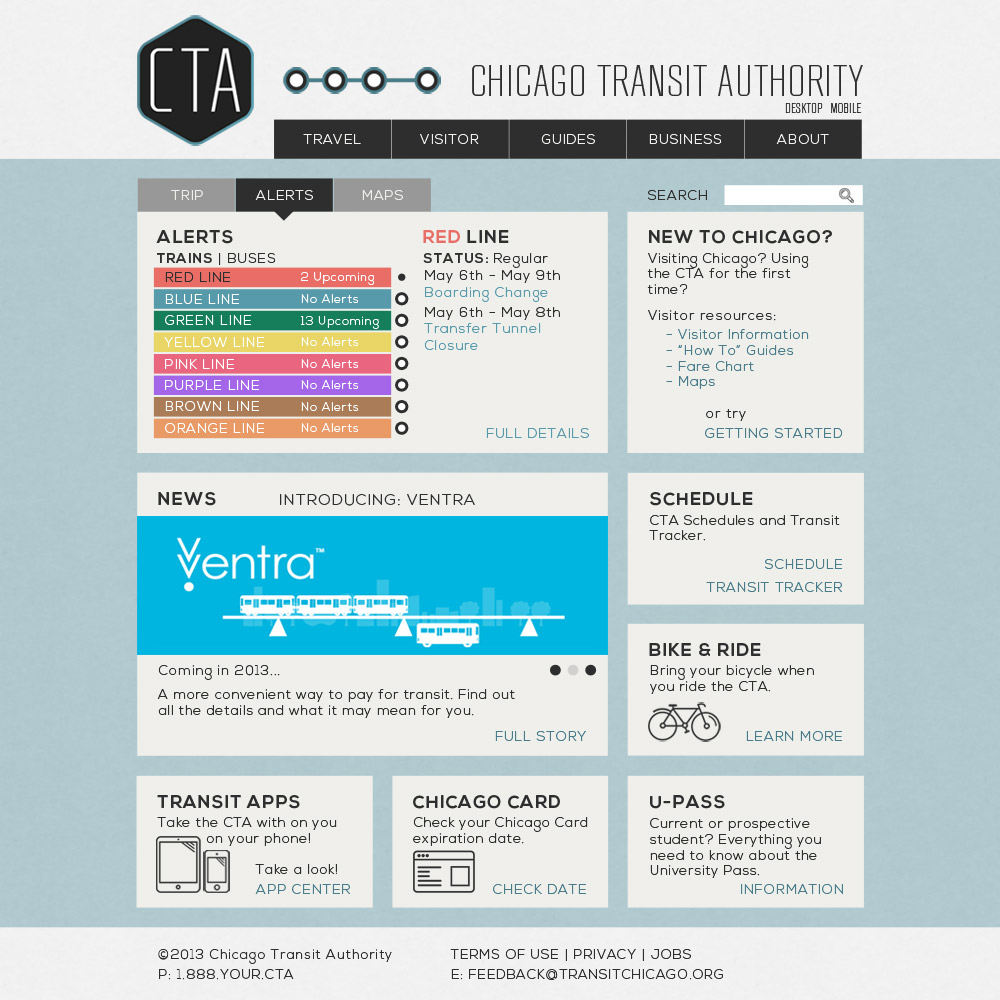 CTA
CHICAGO TRANSIT AUTHORITY
DESKTOP MOBILE
TRAVEL VISITOR GUIDES BUSINESS ABOUT
TRIP ALERTS MAPS
SEARCH
ALERTS
TRAINS | BUSES
RED LINE 2 Upcoming
BLUE LINE No Alerts
GREEN LINE 13 Upcoming
YELLOW LINE No Alerts
PINK LINE No Alerts
PURPLE LINE No Alerts
BROWN LINE No Alerts
ORANGE LINE No Alerts
RED LINE
STATUS: Regular
May 6th - May 9th
Boarding Change
May 6th - May 8th
Transfer Tunnel
Closure
FULL DETAILS
NEW TO CHICAGO?
Visiting Chicago? Using
the CTA for the first
time?
Visitor resources:
- Visitor Information
- "How To" Guides
- Fare Chart
- Maps
or try
GETTING STARTED
NEWS INTRODUCING: VENTRA
Ventra™
Coming in 2013...
A more convenient way to pay for transit. Find out
all the details and what it may mean for you.
FULL STORY
SCHEDULE
CTA Schedules and Transit
Tracker.
SCHEDULE
TRANSIT TRACKER
BIKE & RIDE
Bring your bicycle when
you ride the CTA.
LEARN MORE
TRANSIT APPS
Take the CTA with on you
on your phone!
Take a look!
APP CENTER
CHICAGO CARD
Check your Chicago Card
expiration date.
CHECK DATE
U-PASS
Current or prospective
student? Everything you
need to know about the
University Pass.
INFORMATION
©2013 Chicago Transit Authority
P: 1.888.YOUR.CTA
TERMS OF USE | PRIVACY | JOBS
E: FEEDBACK@TRANSITCHICAGO.ORG